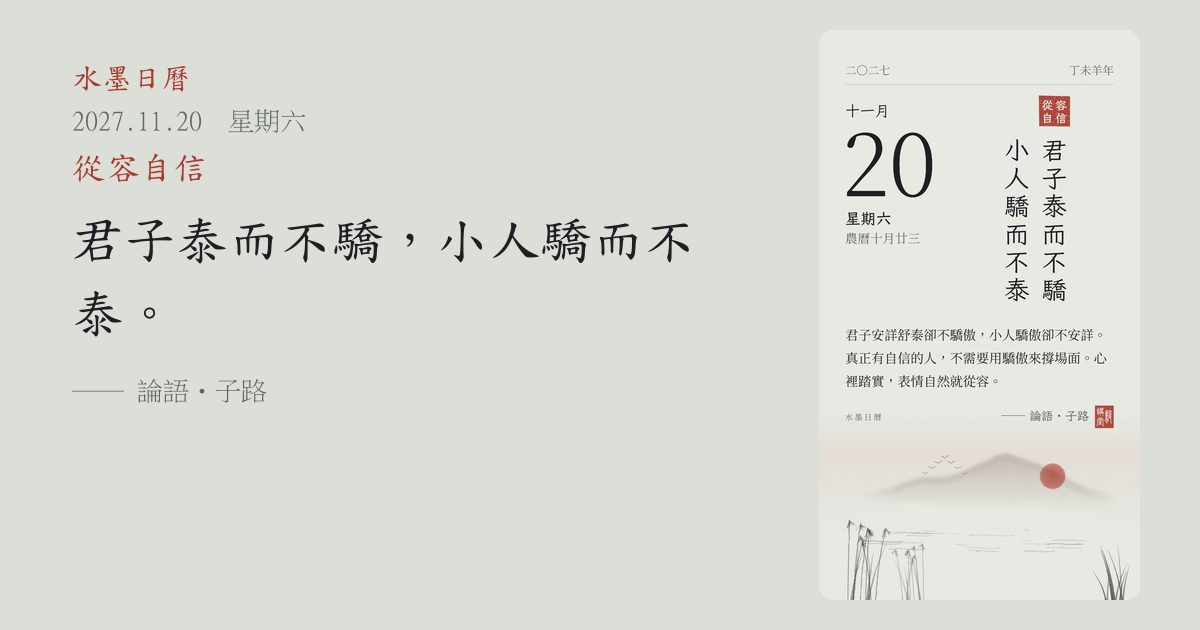 水墨日曆
2027.11.20 星期六
從容自信
君子泰而不驕，小人驕而不
泰。
—— 論語・子路
二〇二七
丁未羊年
十一月
20
星期六
農曆十月廿三
從容
自信
君子泰而不驕
小人驕而不泰
君子安詳舒泰卻不驕傲，小人驕傲卻不安詳。
真正有自信的人，不需要用驕傲來撐場面。心
裡踏實，表情自然就從容。
水墨日曆
—— 論語・子路